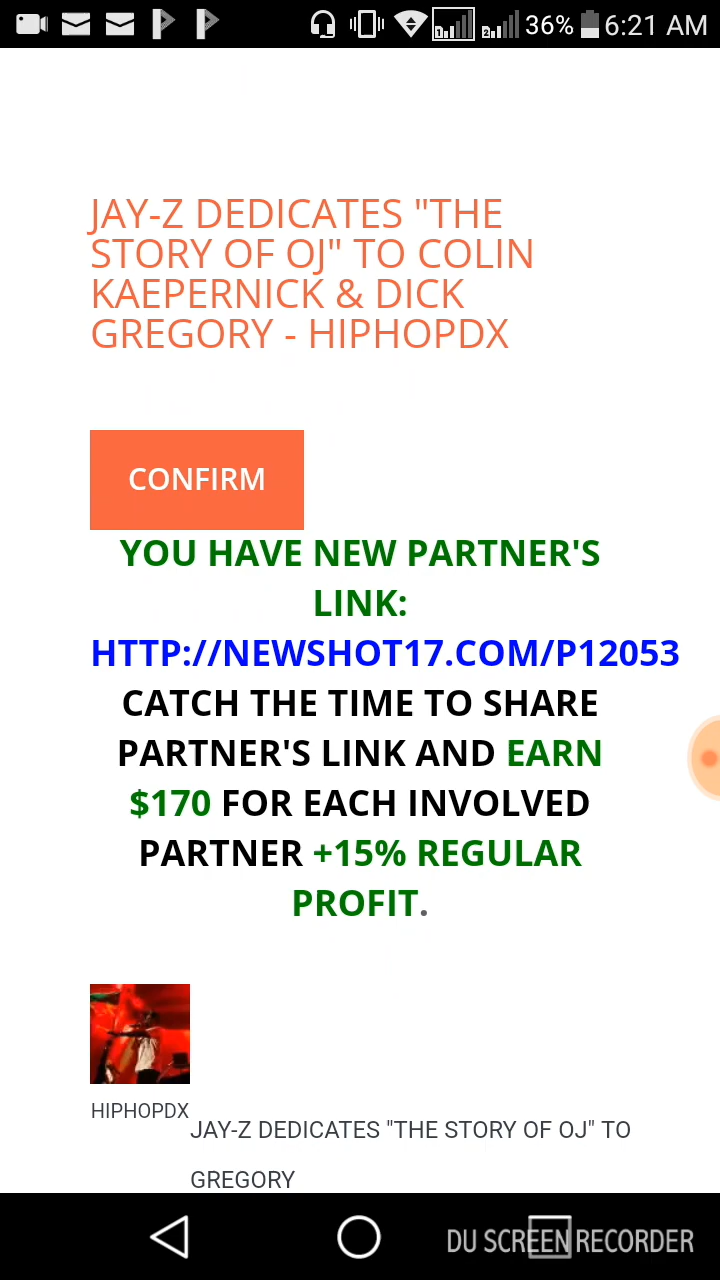 36% 6:21 AM
JAY-Z DEDICATES "THE
STORY OF OJ" TO COLIN
KAEPERNICK & DICK
GREGORY - HIPHOPDX
CONFIRM
YOU HAVE NEW PARTNER'S
LINK:
HTTP://NEWSHOT17.COM/P12053
CATCH THE TIME TO SHARE
PARTNER'S LINK AND EARN
$170 FOR EACH INVOLVED
PARTNER +15% REGULAR
PROFIT.
HIPHOPDX
JAY-Z DEDICATES "THE STORY OF OJ" TO
GREGORY
DU SCREEN RECORDER